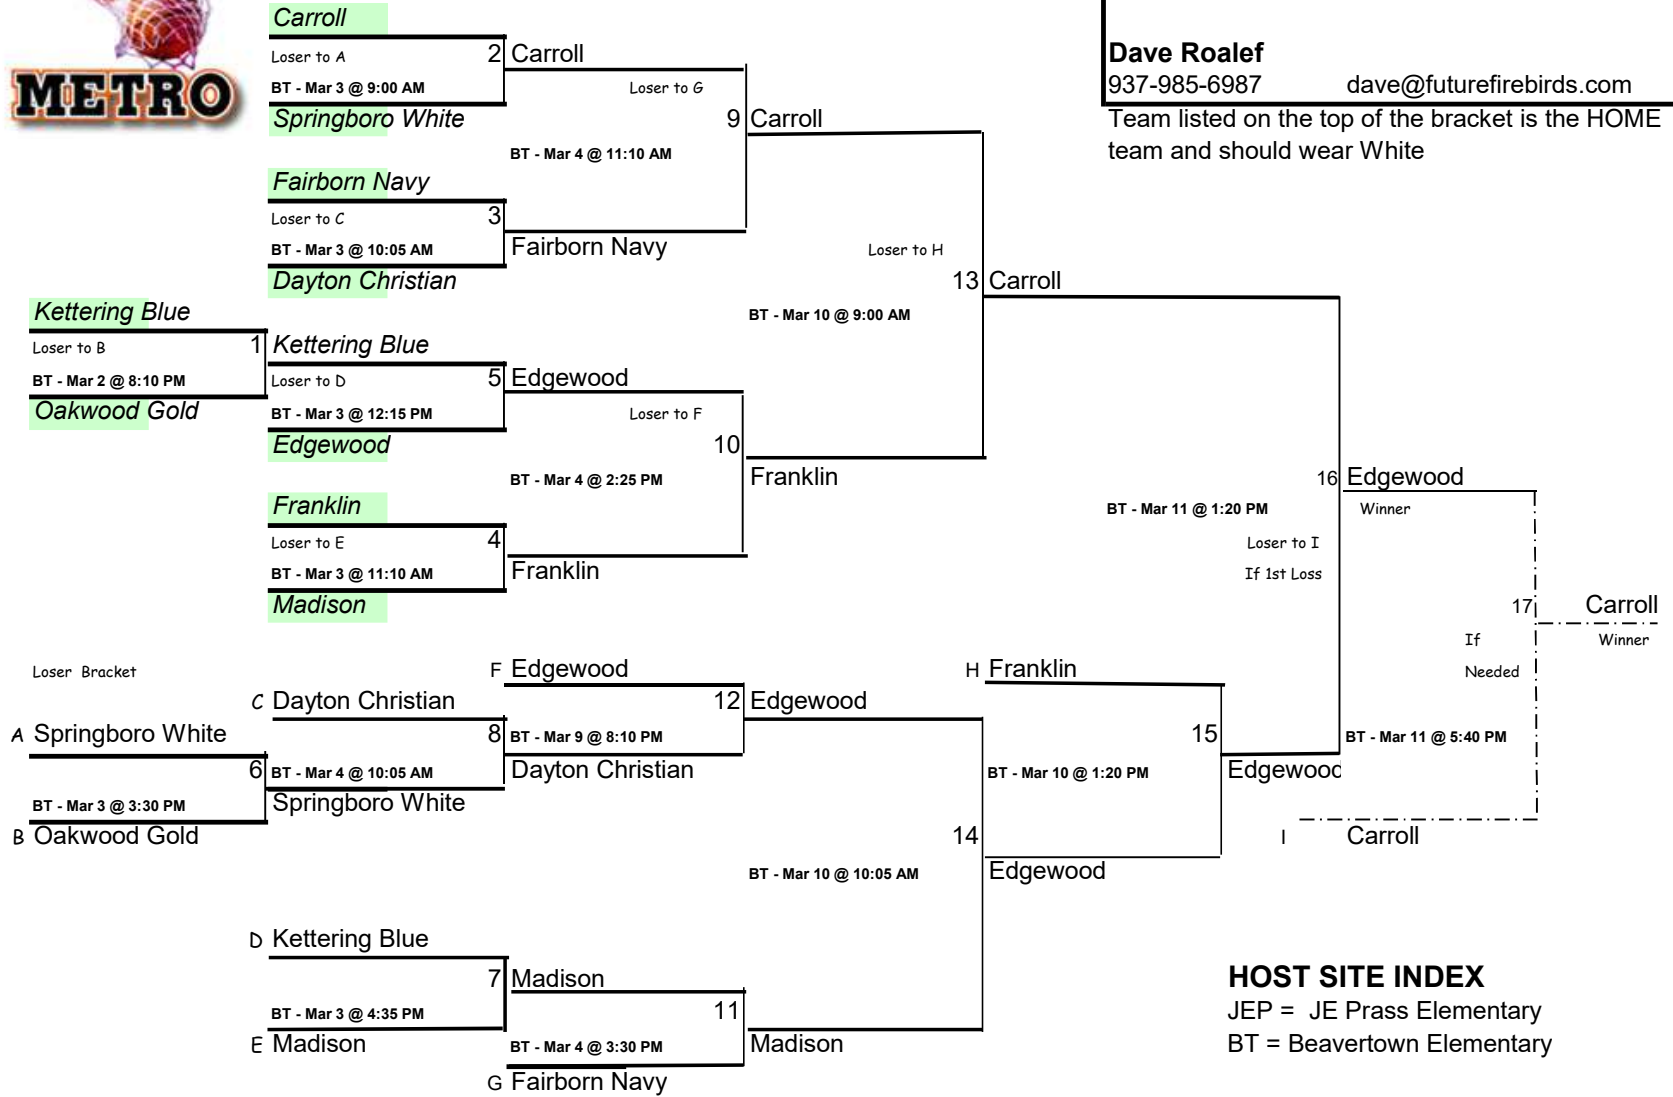 METRO
Dave Roalef
937-985-6987 dave@futurefirebirds.com
Team listed on the top of the bracket is the HOME
team and should wear White
Carroll
Loser to A
2
BT - Mar 3 @ 9:00 AM
Springboro White
Carroll
Loser to G
BT - Mar 4 @ 11:10 AM
9
Fairborn Navy
Loser to C
3
BT - Mar 3 @ 10:05 AM
Dayton Christian
Fairborn Navy
Carroll
Loser to H
13
BT - Mar 10 @ 9:00 AM
Kettering Blue
Loser to B
1
BT - Mar 2 @ 8:10 PM
Oakwood Gold
Kettering Blue
Loser to D
5
BT - Mar 3 @ 12:15 PM
Edgewood
Edgewood
Loser to F
10
BT - Mar 4 @ 2:25 PM
Franklin
Loser to E
4
BT - Mar 3 @ 11:10 AM
Madison
Franklin
Franklin
Carroll
16
BT - Mar 11 @ 1:20 PM
Loser to I
If 1st Loss
Edgewood
Winner
17
If
Needed
BT - Mar 11 @ 5:40 PM
Carroll
Winner
I Carroll
Loser Bracket
A Springboro White
6
BT - Mar 3 @ 3:30 PM
B Oakwood Gold
C Dayton Christian
8
BT - Mar 4 @ 10:05 AM
Springboro White
F Edgewood
12
BT - Mar 9 @ 8:10 PM
Dayton Christian
Edgewood
14
BT - Mar 10 @ 10:05 AM
H Franklin
15
BT - Mar 10 @ 1:20 PM
Edgewood
Edgewood
D Kettering Blue
7
BT - Mar 3 @ 4:35 PM
E Madison
Madison
11
BT - Mar 4 @ 3:30 PM
G Fairborn Navy
Madison
HOST SITE INDEX
JEP = JE Prass Elementary
BT = Beavertown Elementary